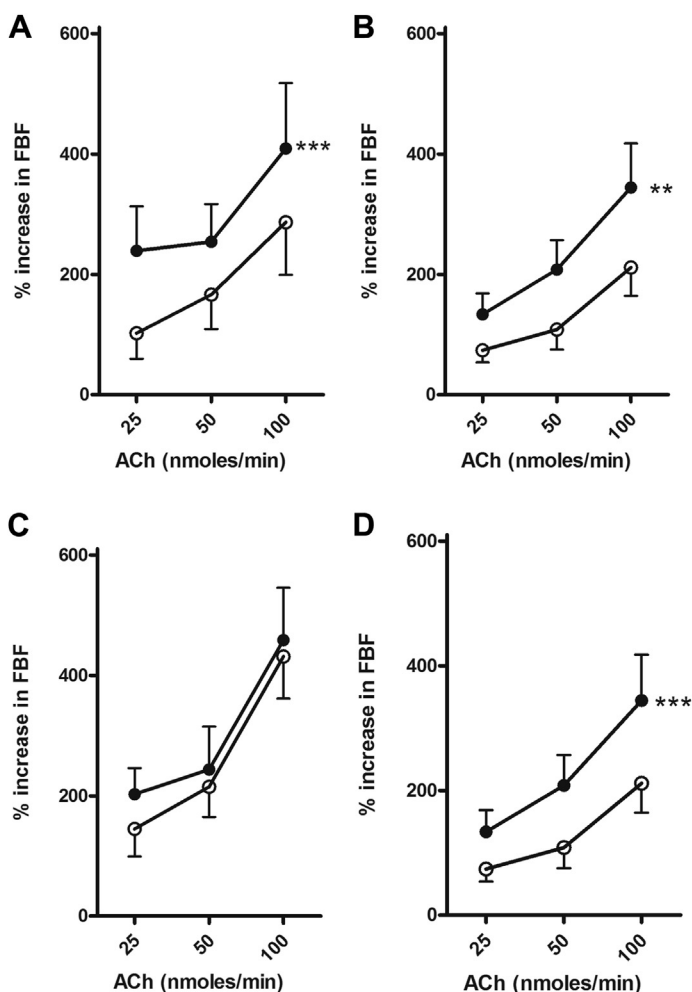 A
600
400
200
0
% increase in FBF
***
25
50
100
ACh (nmoles/min)
B
600
400
200
0
% increase in FBF
**
25
50
100
ACh (nmoles/min)
C
600
400
200
0
% increase in FBF
25
50
100
ACh (nmoles/min)
D
600
400
200
0
% increase in FBF
***
25
50
100
ACh (nmoles/min)